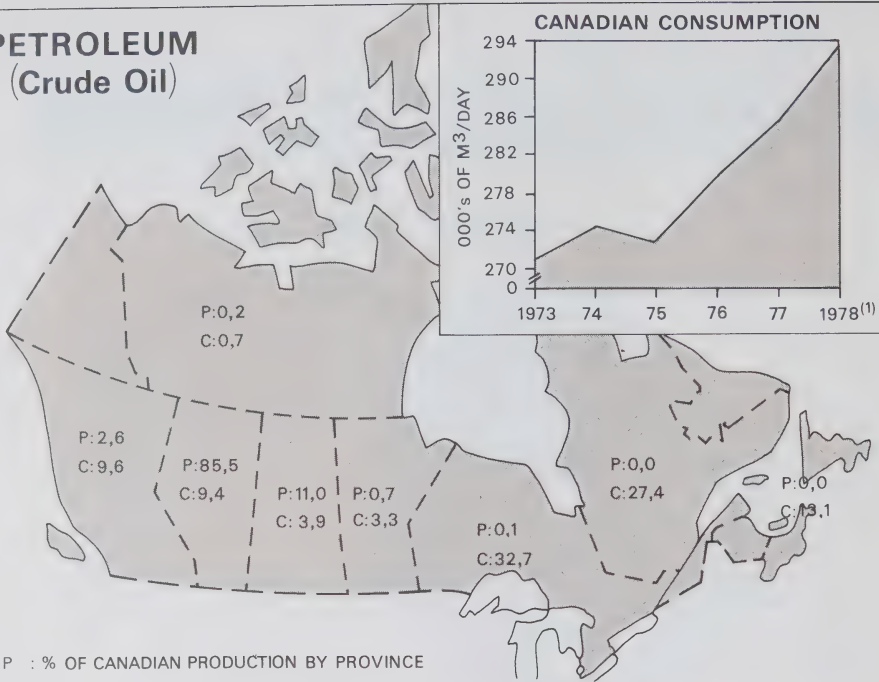 PETROLEUM
(Crude Oil)
CANADIAN CONSUMPTION
000's OF M³/DAY
294
290
286
282
278
274
270
0
1973 74 75 76 77 1978(1)
P:0,2
C:0,7
P:2,6
C:9,6
P:85,5
C:9,4
P:11,0
C: 3,9
P:0,7
C:3,3
P:0,1
C:32,7
P:0,0
C:27,4
P:0,0
C:13,1
P : % OF CANADIAN PRODUCTION BY PROVINCE